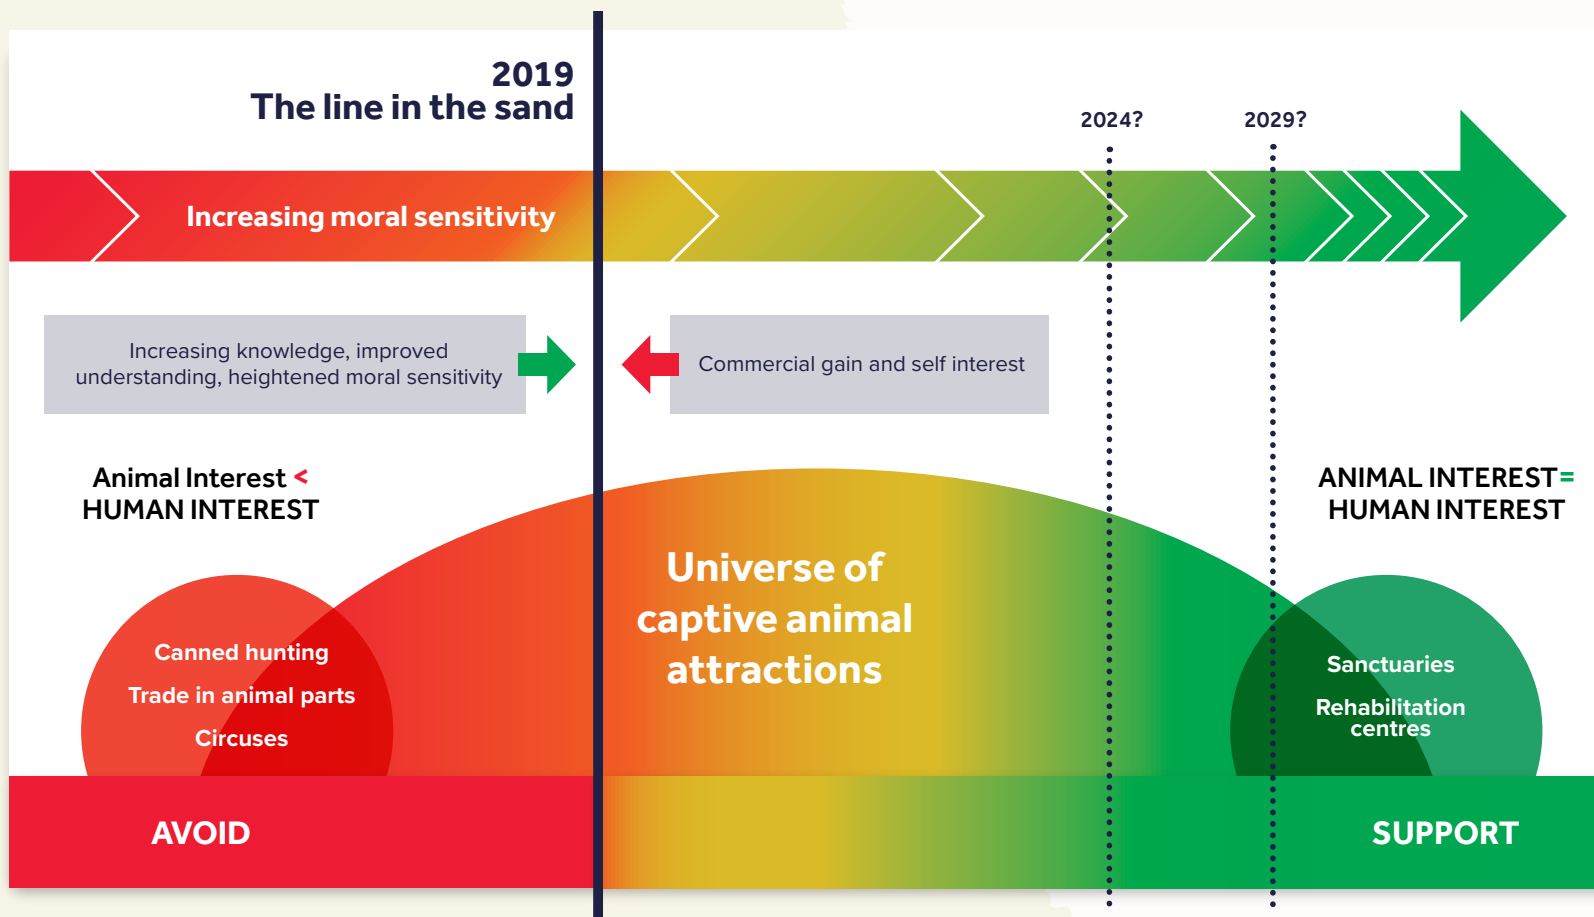 2019
The line in the sand
2024?
2029?
Increasing moral sensitivity
Increasing knowledge, improved
understanding, heightened moral sensitivity
Commercial gain and self interest
Animal Interest <
HUMAN INTEREST
ANIMAL INTEREST=
HUMAN INTEREST
Universe of
captive animal
attractions
Canned hunting
Trade in animal parts
Circuses
Sanctuaries
Rehabilitation
centres
AVOID
SUPPORT